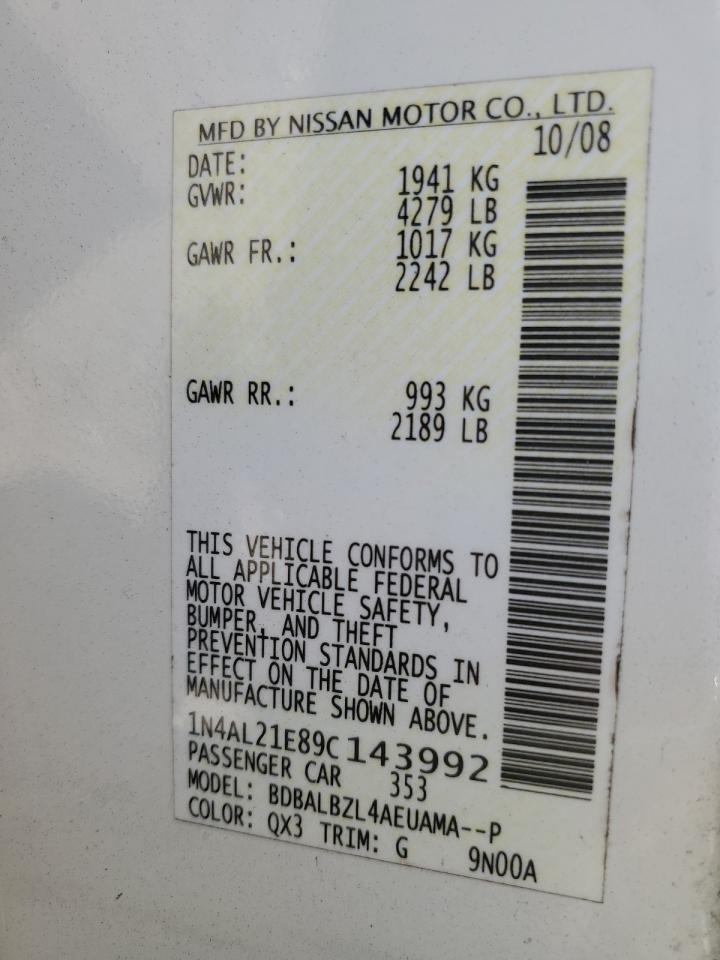 MFD BY NISSAN MOTOR CO., LTD.
DATE: 10/08
GVWR: 1941 KG
4279 LB
GAWR FR.: 1017 KG
2242 LB
GAWR RR.: 993 KG
2189 LB
THIS VEHICLE CONFORMS TO
ALL APPLICABLE FEDERAL
MOTOR VEHICLE SAFETY,
BUMPER, AND THEFT
PREVENTION STANDARDS IN
EFFECT ON THE DATE OF
MANUFACTURE SHOWN ABOVE.
1N4AL21E89C143992
PASSENGER CAR 353
MODEL: BDBALBZL4AEUAMA--P
COLOR: QX3 TRIM: G 9N00A